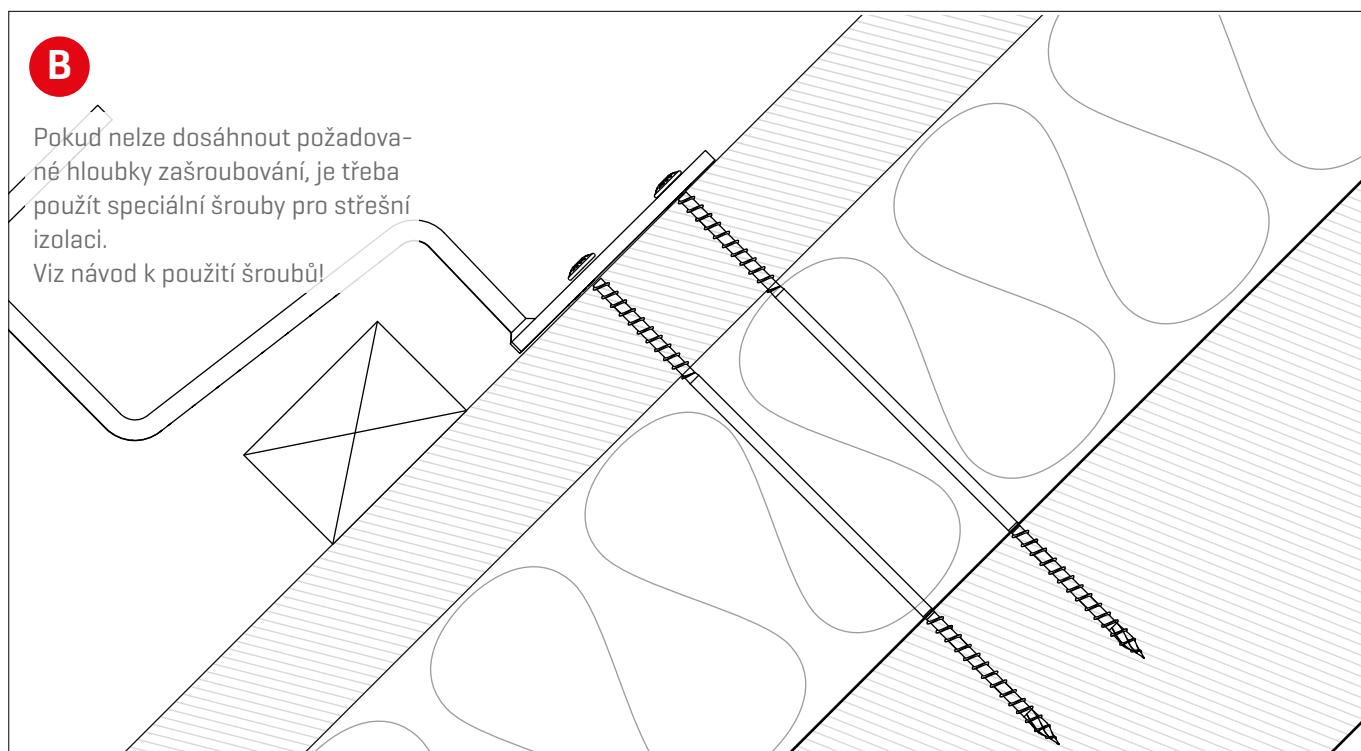 B
Pokud nelze dosáhnout požadova-
né hloubky zašroubování, je třeba
použít speciální šrouby pro střešní
izolaci.
Viz návod k použití šroubů!